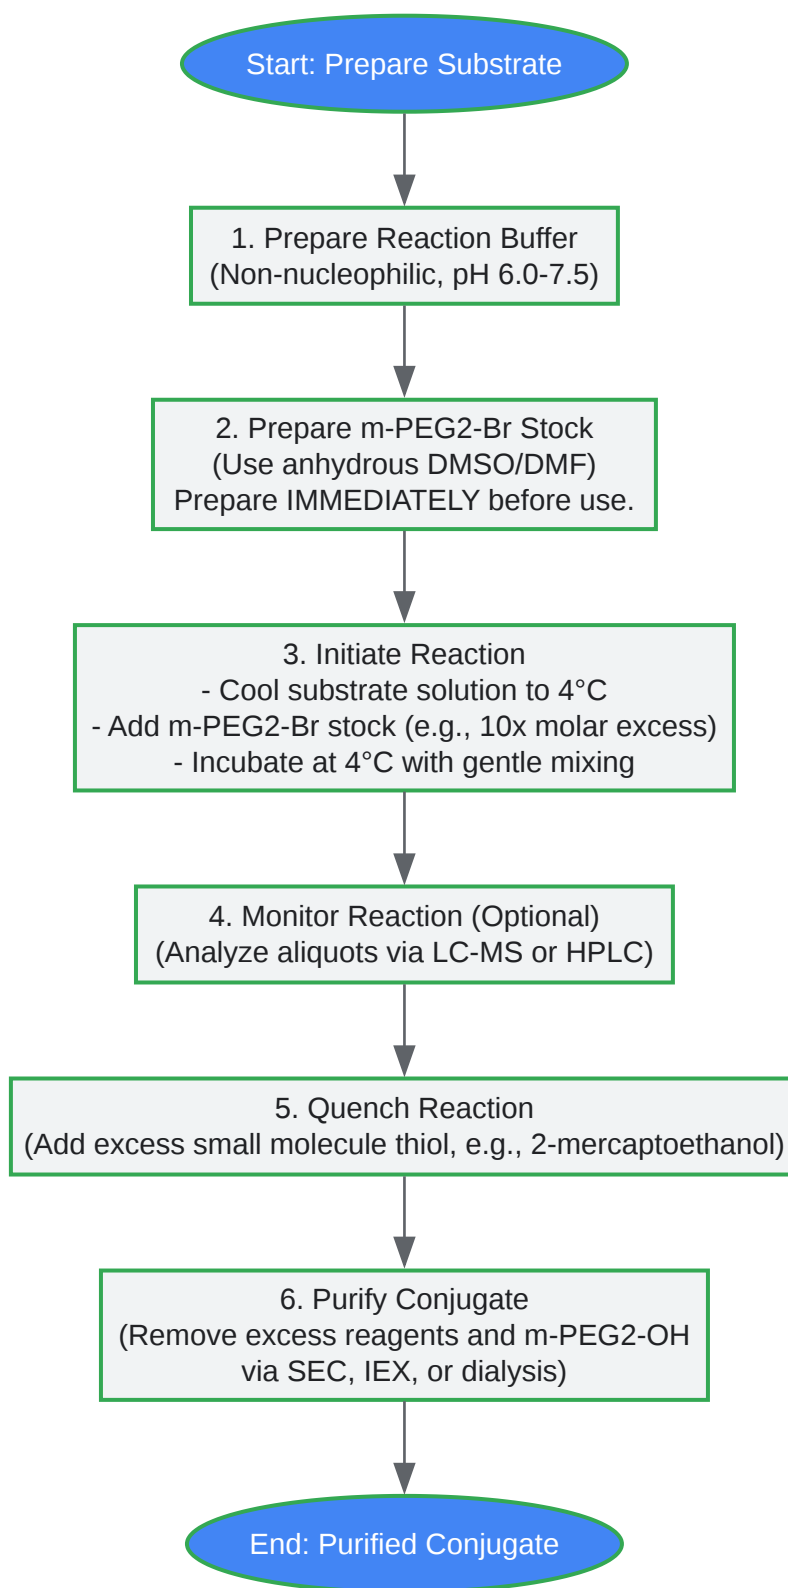 Start: Prepare Substrate
1. Prepare Reaction Buffer
(Non-nucleophilic, pH 6.0-7.5)
2. Prepare m-PEG2-Br Stock
(Use anhydrous DMSO/DMF)
Prepare IMMEDIATELY before use.
3. Initiate Reaction
- Cool substrate solution to 4°C
- Add m-PEG2-Br stock (e.g., 10x molar excess)
- Incubate at 4°C with gentle mixing
4. Monitor Reaction (Optional)
(Analyze aliquots via LC-MS or HPLC)
5. Quench Reaction
(Add excess small molecule thiol, e.g., 2-mercaptoethanol)
6. Purify Conjugate
(Remove excess reagents and m-PEG2-OH
via SEC, IEX, or dialysis)
End: Purified Conjugate